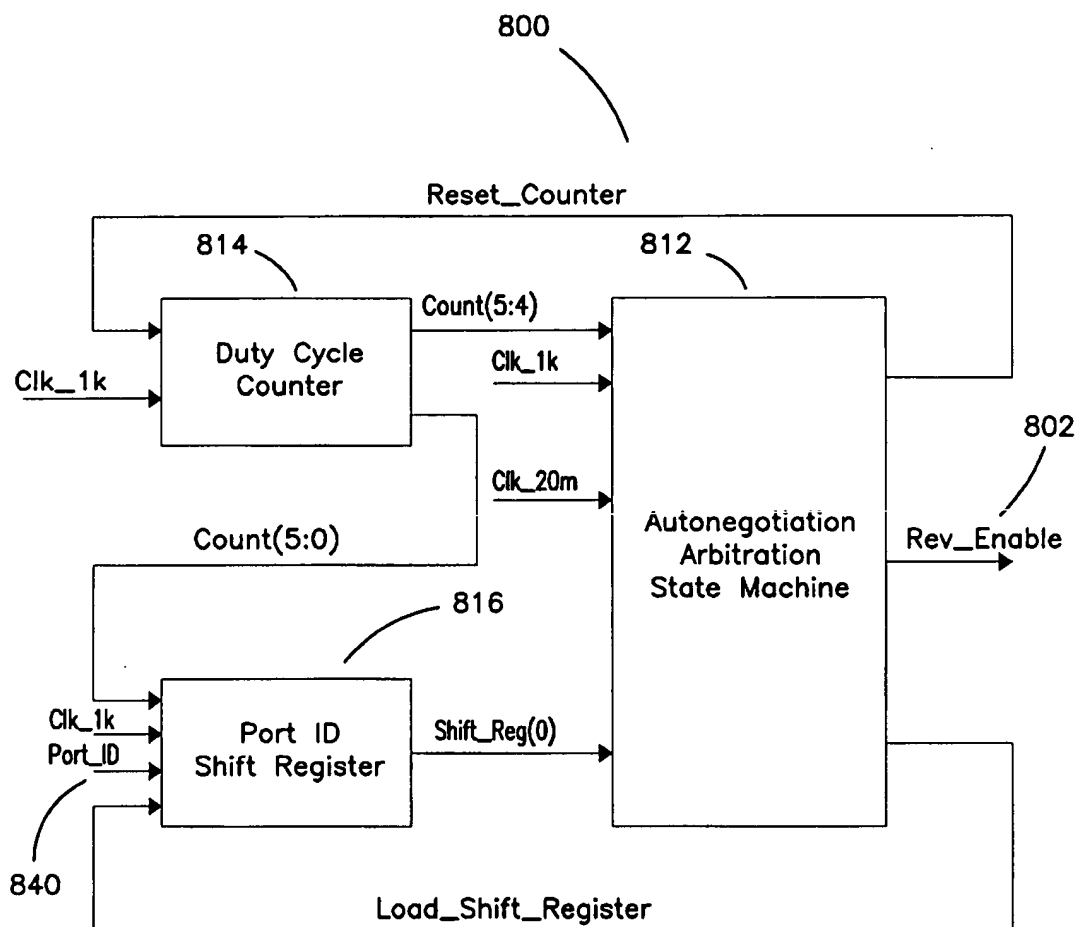 800
Reset_Counter
814
812
Count(5:4)
Duty Cycle
Counter
Clk_1k
Clk_1k
802
Clk_20m
Autonegotiation
Arbitration
State Machine
Rev_Enable
Count(5:0)
816
Clk_1k
Port_ID
Port ID
Shift Register
Shift_Reg(0)
840
Load_Shift_Register